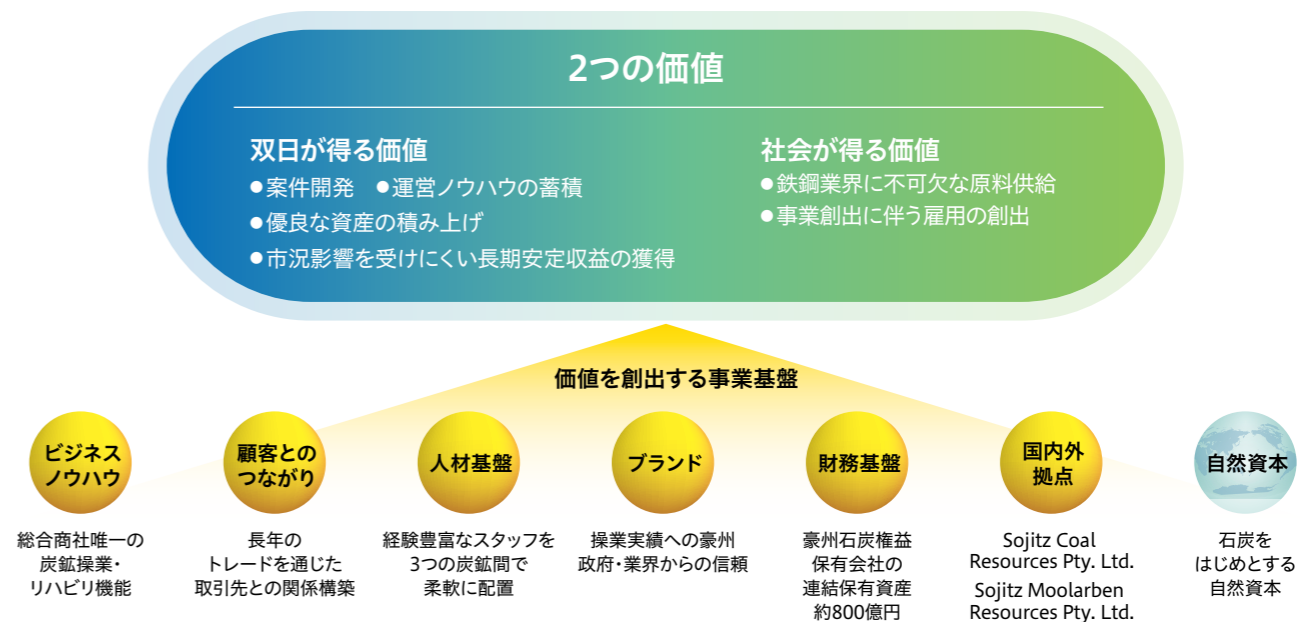 2つの価値
双日が得る価値
●案件開発　●運営ノウハウの蓄積
●優良な資産の積み上げ
●市況影響を受けにくい長期安定収益の獲得
社会が得る価値
●鉄鋼業界に不可欠な原料供給
●事業創出に伴う雇用の創出
価値を創出する事業基盤
ビジネス
ノウハウ
総合商社唯一の
炭鉱操業・
リハビリ機能
顧客との
つながり
長年の
トレードを通じた
取引先との関係構築
人材基盤
経験豊富なスタッフを
3つの炭鉱間で
柔軟に配置
ブランド
操業実績への豪州
政府・業界からの信頼
財務基盤
豪州石炭権益
保有会社の
連結保有資産
約800億円
国内外
拠点
Sojitz Coal
Resources Pty. Ltd.
Sojitz Moolarben
Resources Pty. Ltd.
自然資本
石炭を
はじめとする
自然資本